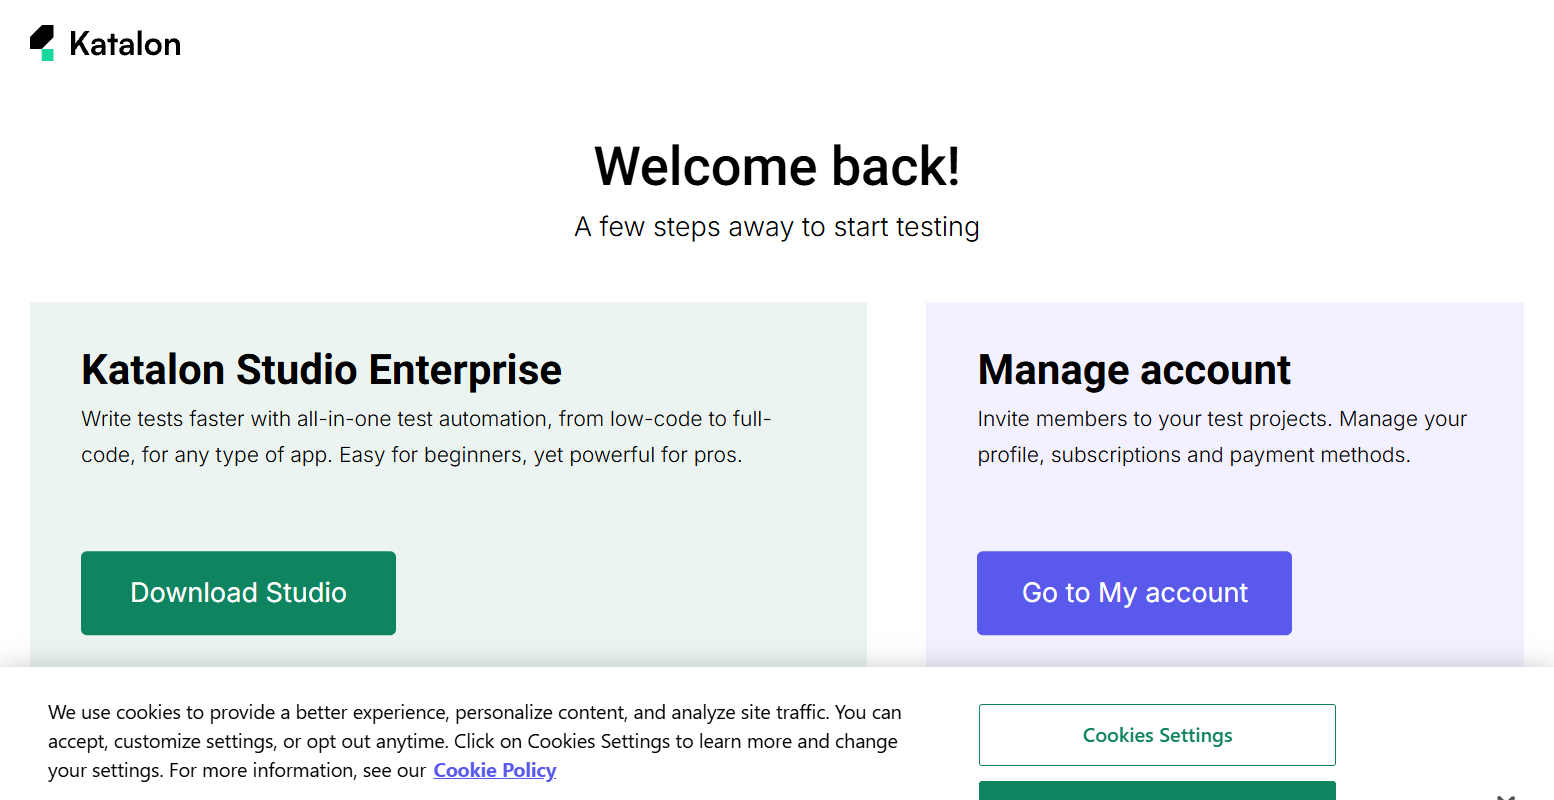 Katalon
Welcome back!
A few steps away to start testing
Katalon Studio Enterprise
Write tests faster with all-in-one test automation, from low-code to full-
code, for any type of app. Easy for beginners, yet powerful for pros.
Download Studio
Manage account
Invite members to your test projects. Manage your
profile, subscriptions and payment methods.
Go to My account
We use cookies to provide a better experience, personalize content, and analyze site traffic. You can
accept, customize settings, or opt out anytime. Click on Cookies Settings to learn more and change
your settings. For more information, see our Cookie Policy
Cookies Settings